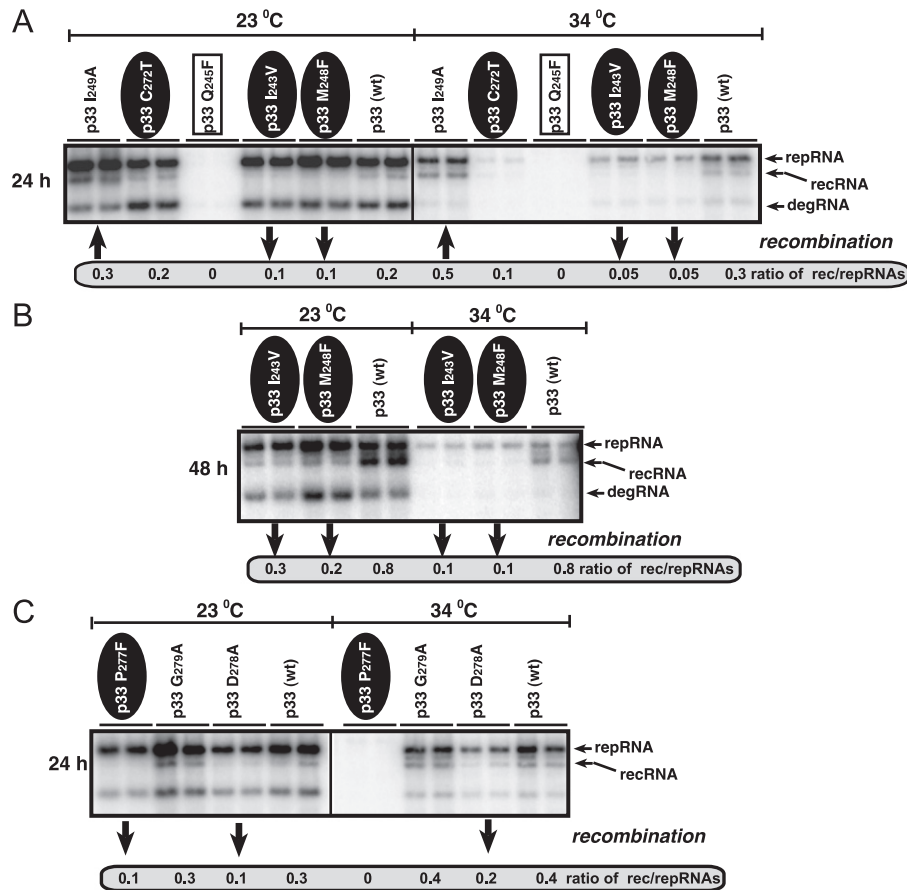 A
23 ⁰C 34 ⁰C
p33 I249A p33 C272T p33 Q245F p33 I243V p33 M248F p33 (wt) p33 I249A p33 C272T p33 Q245F p33 I243V p33 M248F p33 (wt)
24 h
repRNA
recRNA
degRNA
recombination
0.3 0.2 0 0.1 0.1 0.2 0.5 0.1 0 0.05 0.05 0.3 ratio of rec/repRNAs
B
23 ⁰C 34 ⁰C
p33 I243V p33 M248F p33 (wt) p33 I243V p33 M248F p33 (wt)
48 h
repRNA
recRNA
degRNA
recombination
0.3 0.2 0.8 0.1 0.1 0.8 ratio of rec/repRNAs
C
23 ⁰C 34 ⁰C
p33 P277F p33 G279A p33 D278A p33 (wt) p33 P277F p33 G279A p33 D278A p33 (wt)
24 h
repRNA
recRNA
recombination
0.1 0.3 0.1 0.3 0 0.4 0.2 0.4 ratio of rec/repRNAs